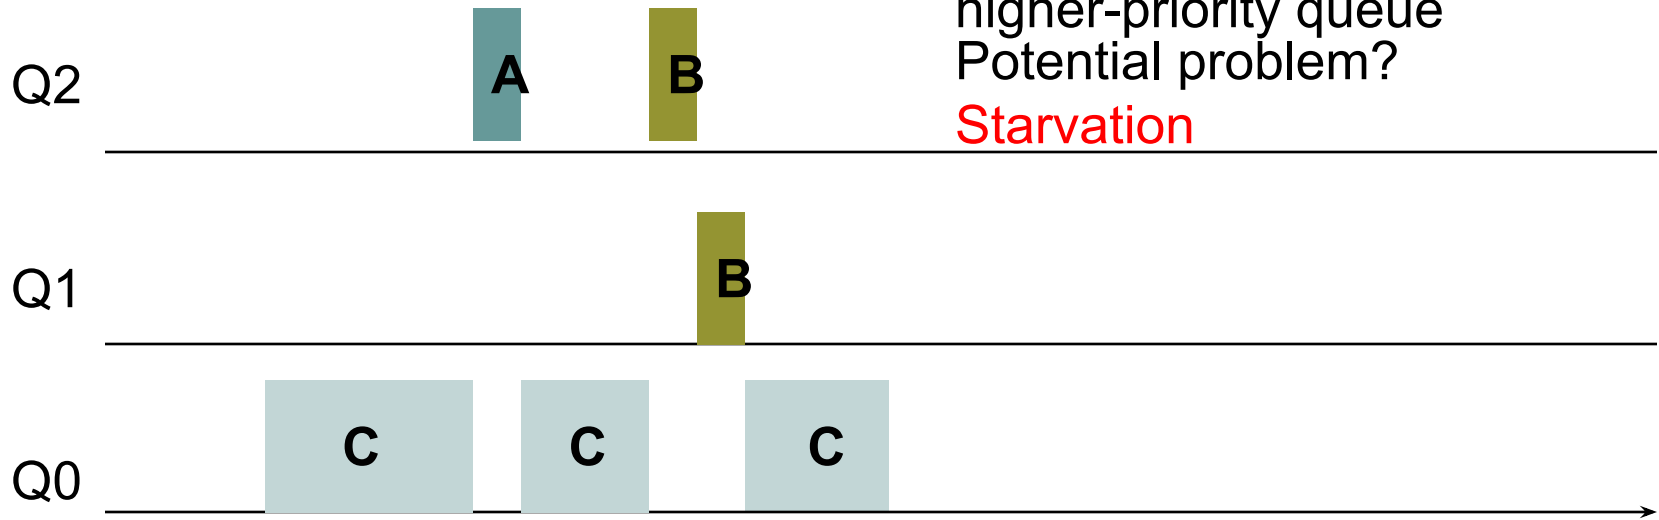 higher-priority queue
Potential problem?
Starvation
Q2
A
B
Q1
B
Q0
C
C
C